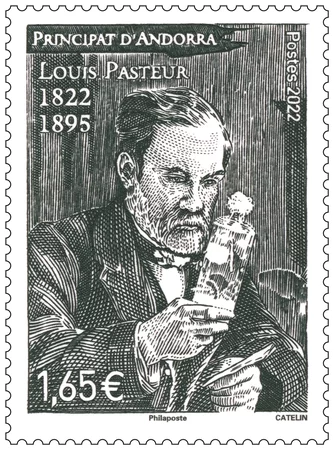 PRINCIPAT D'ANDORRA
LOUIS PASTEUR
1822
1895
Postes 2022
1,65€
Philaposte
CATELIN